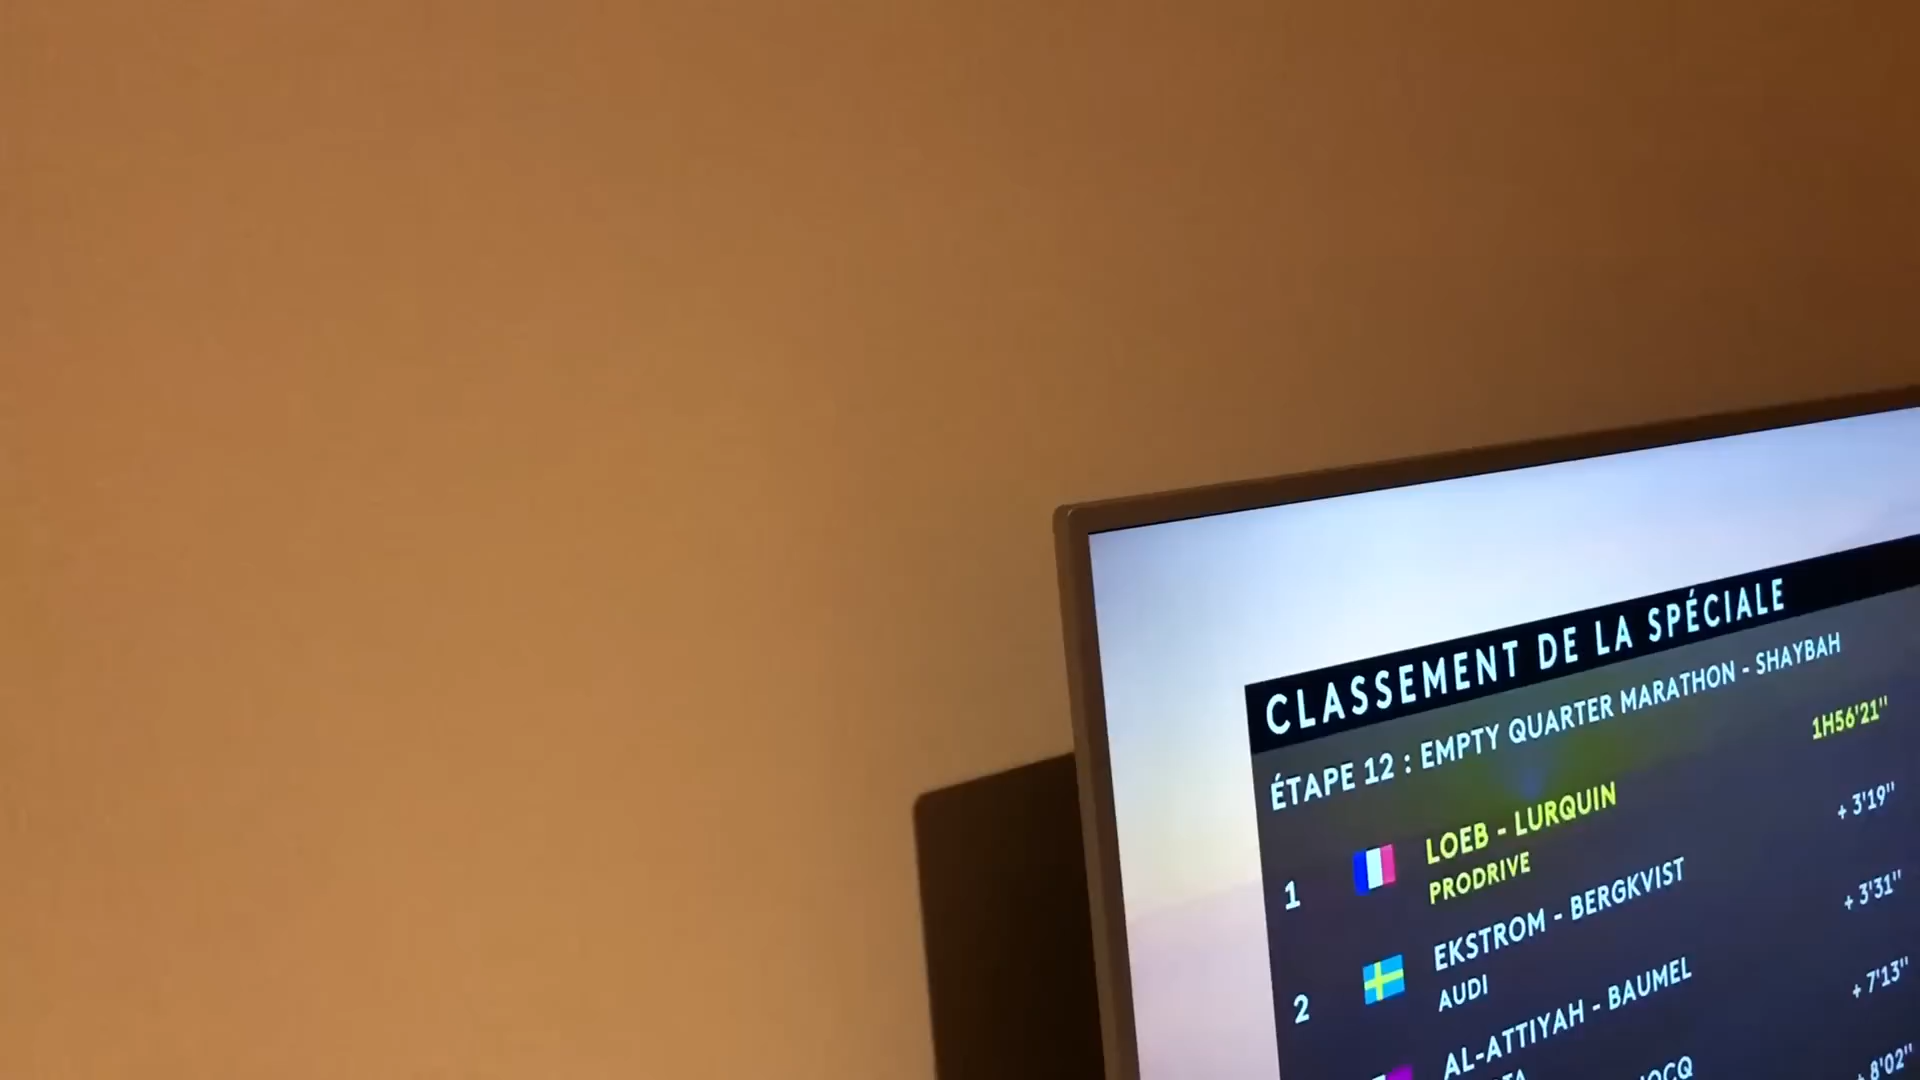 CLASSEMENT DE LA SPÉCIALE
ÉTAPE 12 : EMPTY QUARTER MARATHON - SHAYBAH
1 LOEB - LURQUIN 1H56'21"
PRODRIVE
2 EKSTROM - BERGKVIST + 3'19"
AUDI
AL-ATTIYAH - BAUMEL + 3'31"
+ 7'13"
+ 8'02"